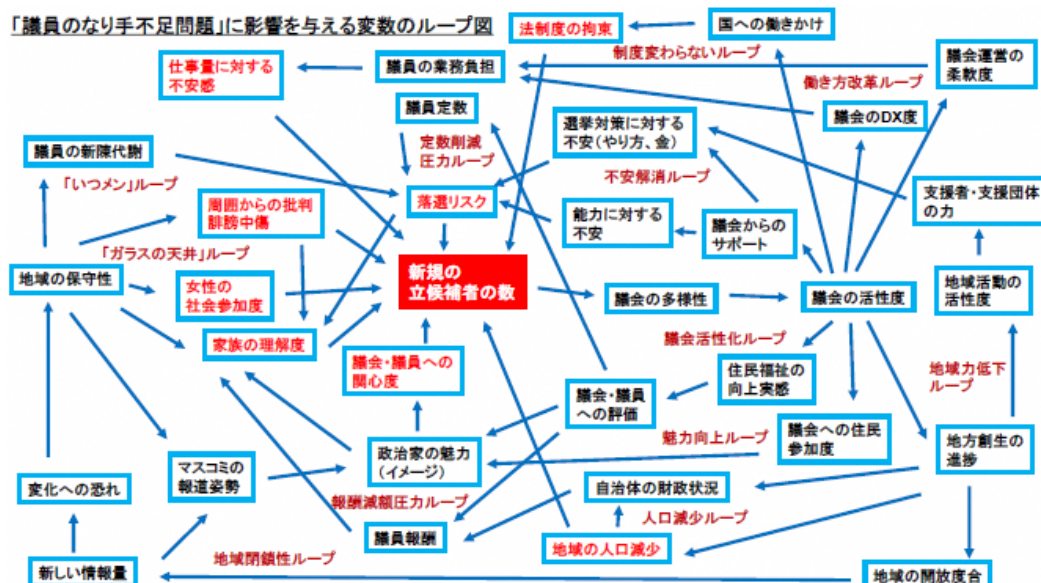 「議員のなり手不足問題」に影響を与える変数のループ図
法制度の拘束
国への働きかけ
制度変わらないループ
仕事量に対する
不安感
議員の業務負担
議会運営の
柔軟度
働き方改革ループ
議員定数
選挙対策に対する
不安(やり方、金)
議会のDX度
定数削減
圧力ループ
議員の新陳代謝
「いつメン」ループ
不安解消ループ
支援者・支援団体
の力
周囲からの批判
誹謗中傷
落選リスク
能力に対する
不安
議会からの
サポート
「ガラスの天井」ループ
地域の保守性
女性の
社会参加度
新規の
立候補者の数
議会の多様性
議会の活性度
地域活動の
活性度
家族の理解度
議会・議員への
関心度
議会活性化ループ
住民福祉の
向上実感
地域力低下
ループ
議会・議員
への評価
魅力向上ループ
議会への住民
参加度
地方創生の
進捗
マスコミの
報道姿勢
政治家の魅力
(イメージ)
変化への恐れ
報酬減額圧力ループ
自治体の財政状況
人口減少ループ
議員報酬
地域の人口減少
地域閉鎖性ループ
新しい情報量
地域の開放度合